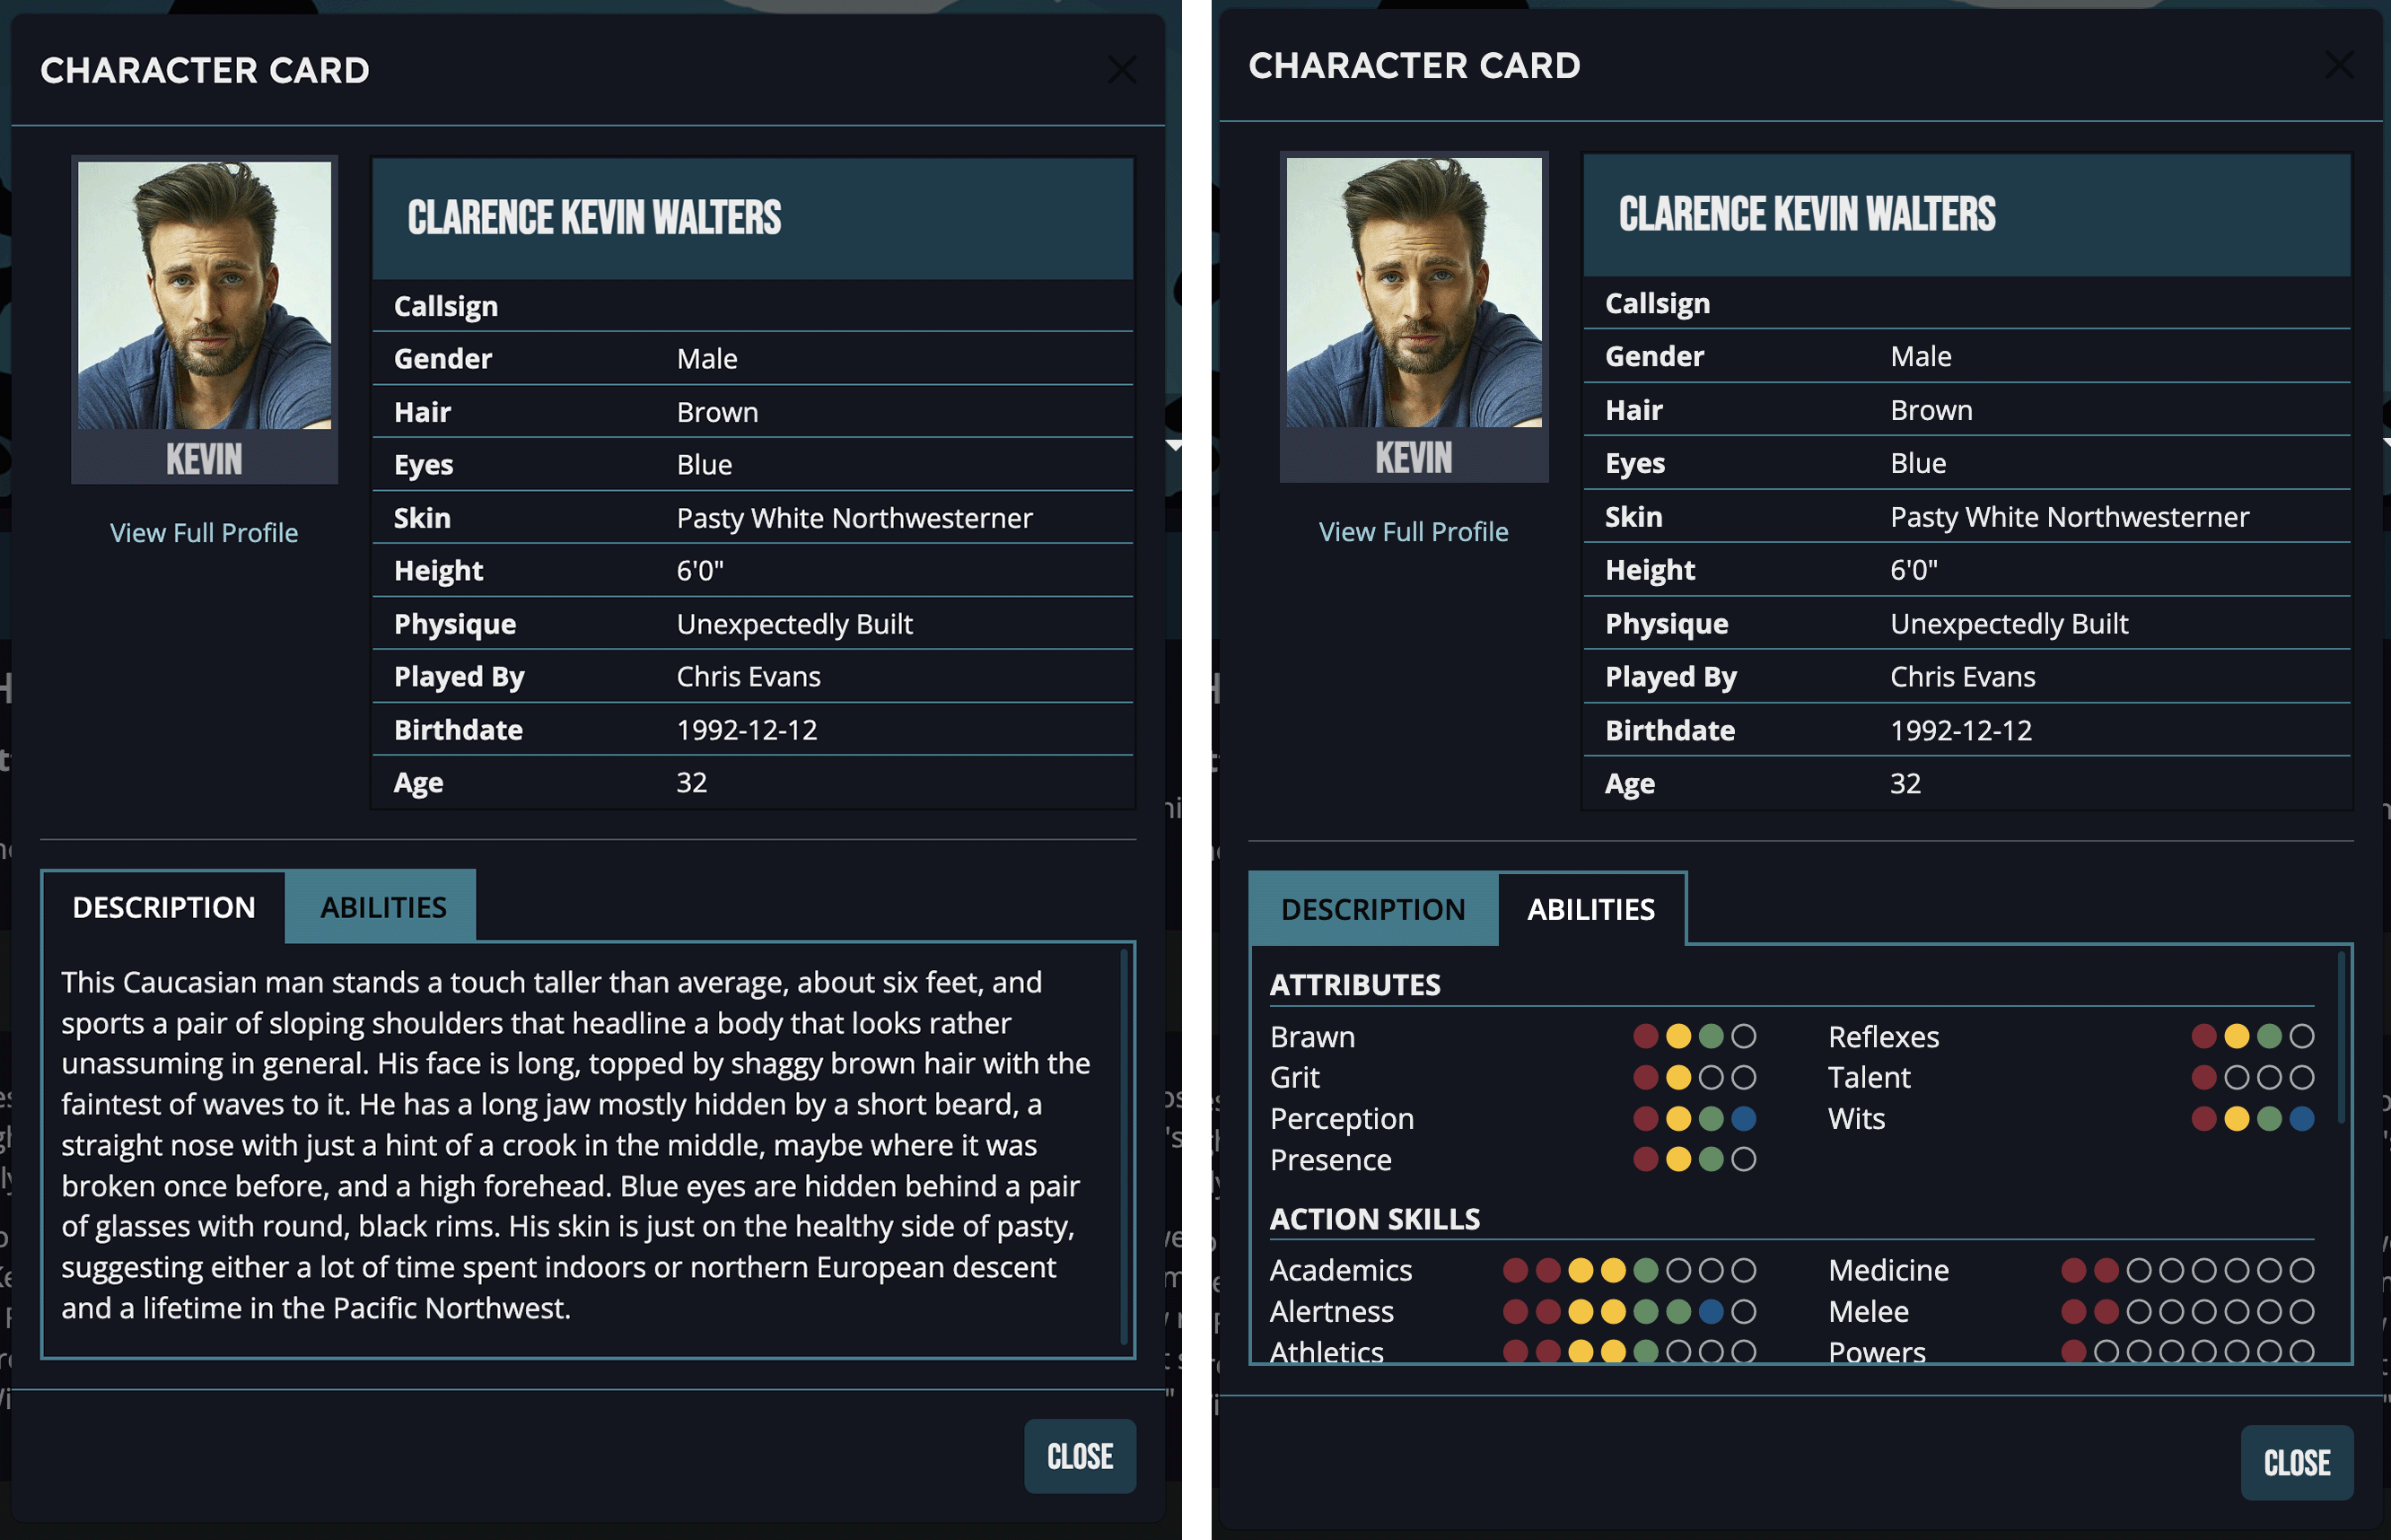 CHARACTER CARD
CLARENCE KEVIN WALTERS
Callsign
Gender Male
Hair Brown
Eyes Blue
Skin Pasty White Northwesterner
Height 6'0"
Physique Unexpectedly Built
Played By Chris Evans
Birthdate 1992-12-12
Age 32
KEVIN
View Full Profile
DESCRIPTION ABILITIES
This Caucasian man stands a touch taller than average, about six feet, and
sports a pair of sloping shoulders that headline a body that looks rather
unassuming in general. His face is long, topped by shaggy brown hair with the
faintest of waves to it. He has a long jaw mostly hidden by a short beard, a
straight nose with just a hint of a crook in the middle, maybe where it was
broken once before, and a high forehead. Blue eyes are hidden behind a pair
of glasses with round, black rims. His skin is just on the healthy side of pasty,
suggesting either a lot of time spent indoors or northern European descent
and a lifetime in the Pacific Northwest.
CLOSE
CHARACTER CARD
CLARENCE KEVIN WALTERS
Callsign
Gender Male
Hair Brown
Eyes Blue
Skin Pasty White Northwesterner
Height 6'0"
Physique Unexpectedly Built
Played By Chris Evans
Birthdate 1992-12-12
Age 32
KEVIN
View Full Profile
DESCRIPTION ABILITIES
ATTRIBUTES
Brawn Reflexes
Grit Talent
Perception Wits
Presence
ACTION SKILLS
Academics Medicine
Alertness Melee
Athletics Powers
CLOSE